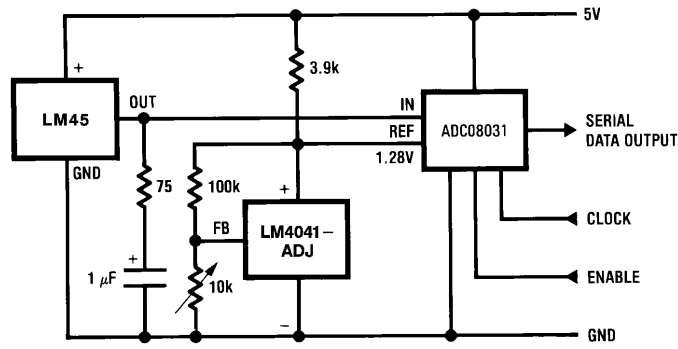 5V
+
3.9k
LM45
OUT
IN
ADC08031
SERIAL
DATA OUTPUT
REF
1.28V
GND
75
100k
+
LM4041-
ADJ
FB
CLOCK
+
1 µF
10k
ENABLE
−
GND